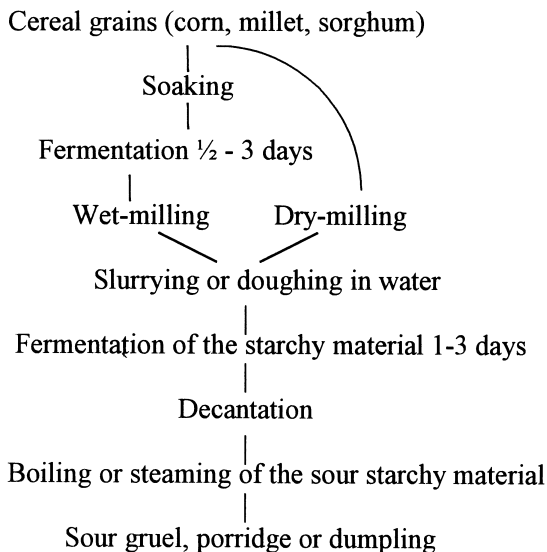 Cereal grains (corn, millet, sorghum)
Soaking
Fermentation ½ - 3 days
Wet-milling Dry-milling
Slurrying or doughing in water
Fermentation of the starchy material 1-3 days
Decantation
Boiling or steaming of the sour starchy material
Sour gruel, porridge or dumpling